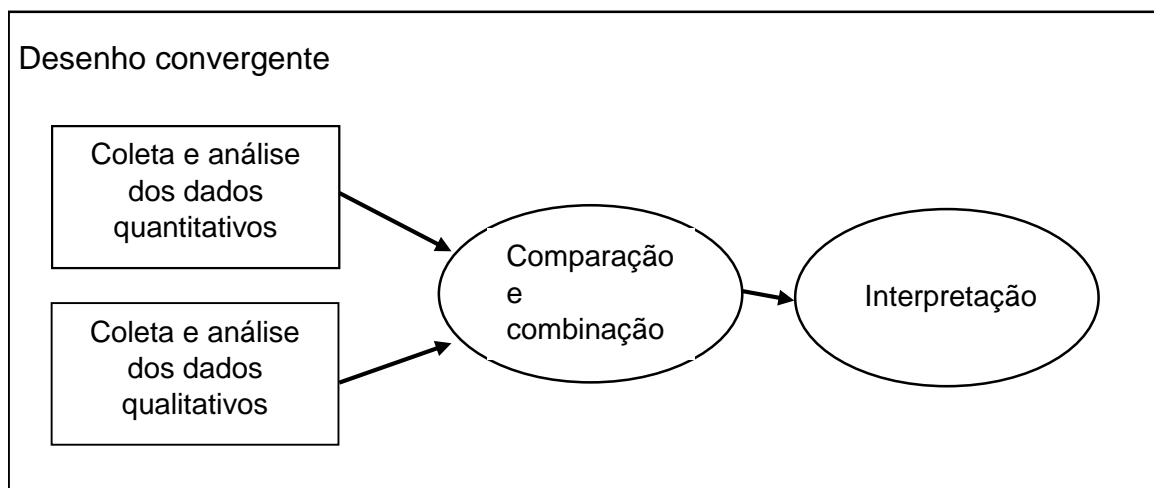 Desenho convergente
Coleta e análise
dos dados
quantitativos
Coleta e análise
dos dados
qualitativos
Comparação
e
combinação
Interpretação